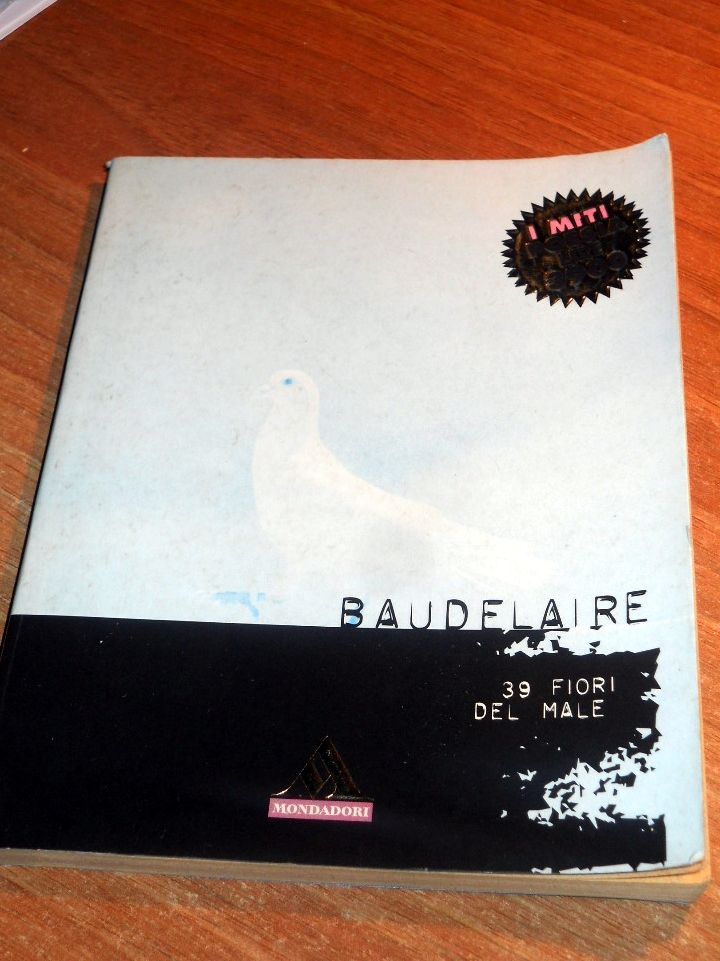 I MITI
BAUDELAIRE
39 FIORI
DEL MALE
MONDADORI